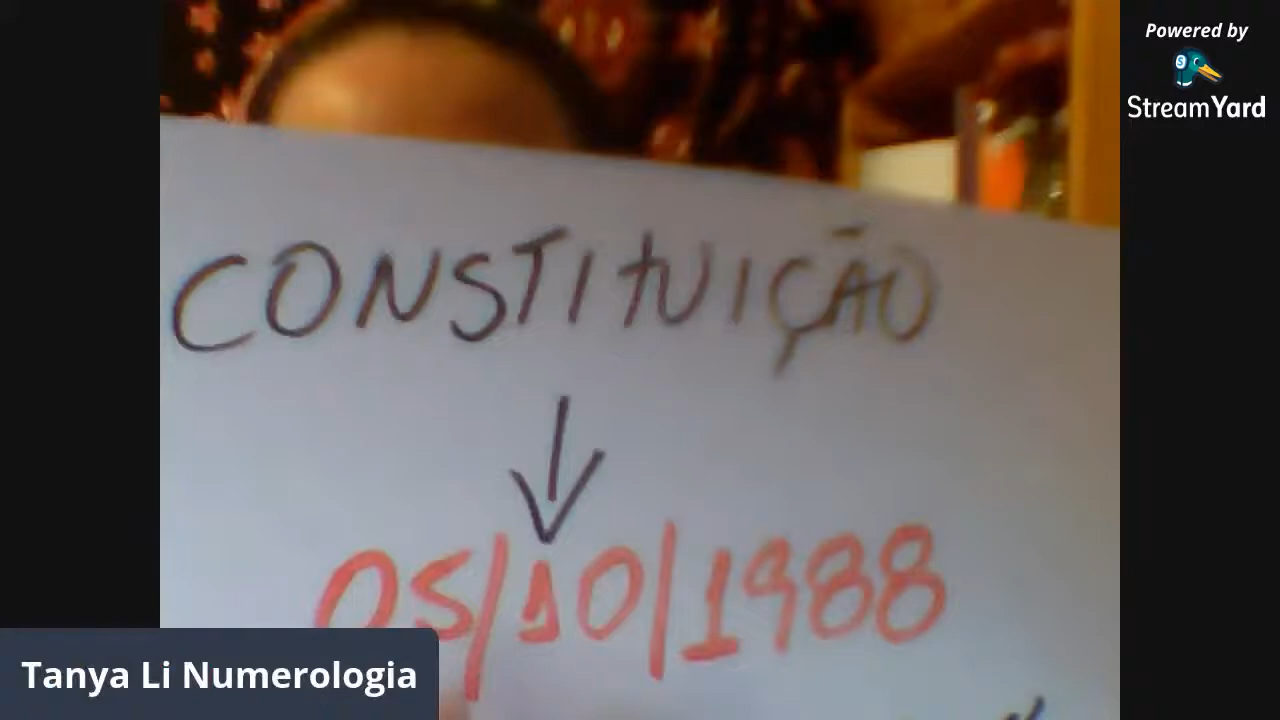 Powered by
StreamYard
CONSTITUIÇÃO
05/10/1988
Tanya Li Numerologia